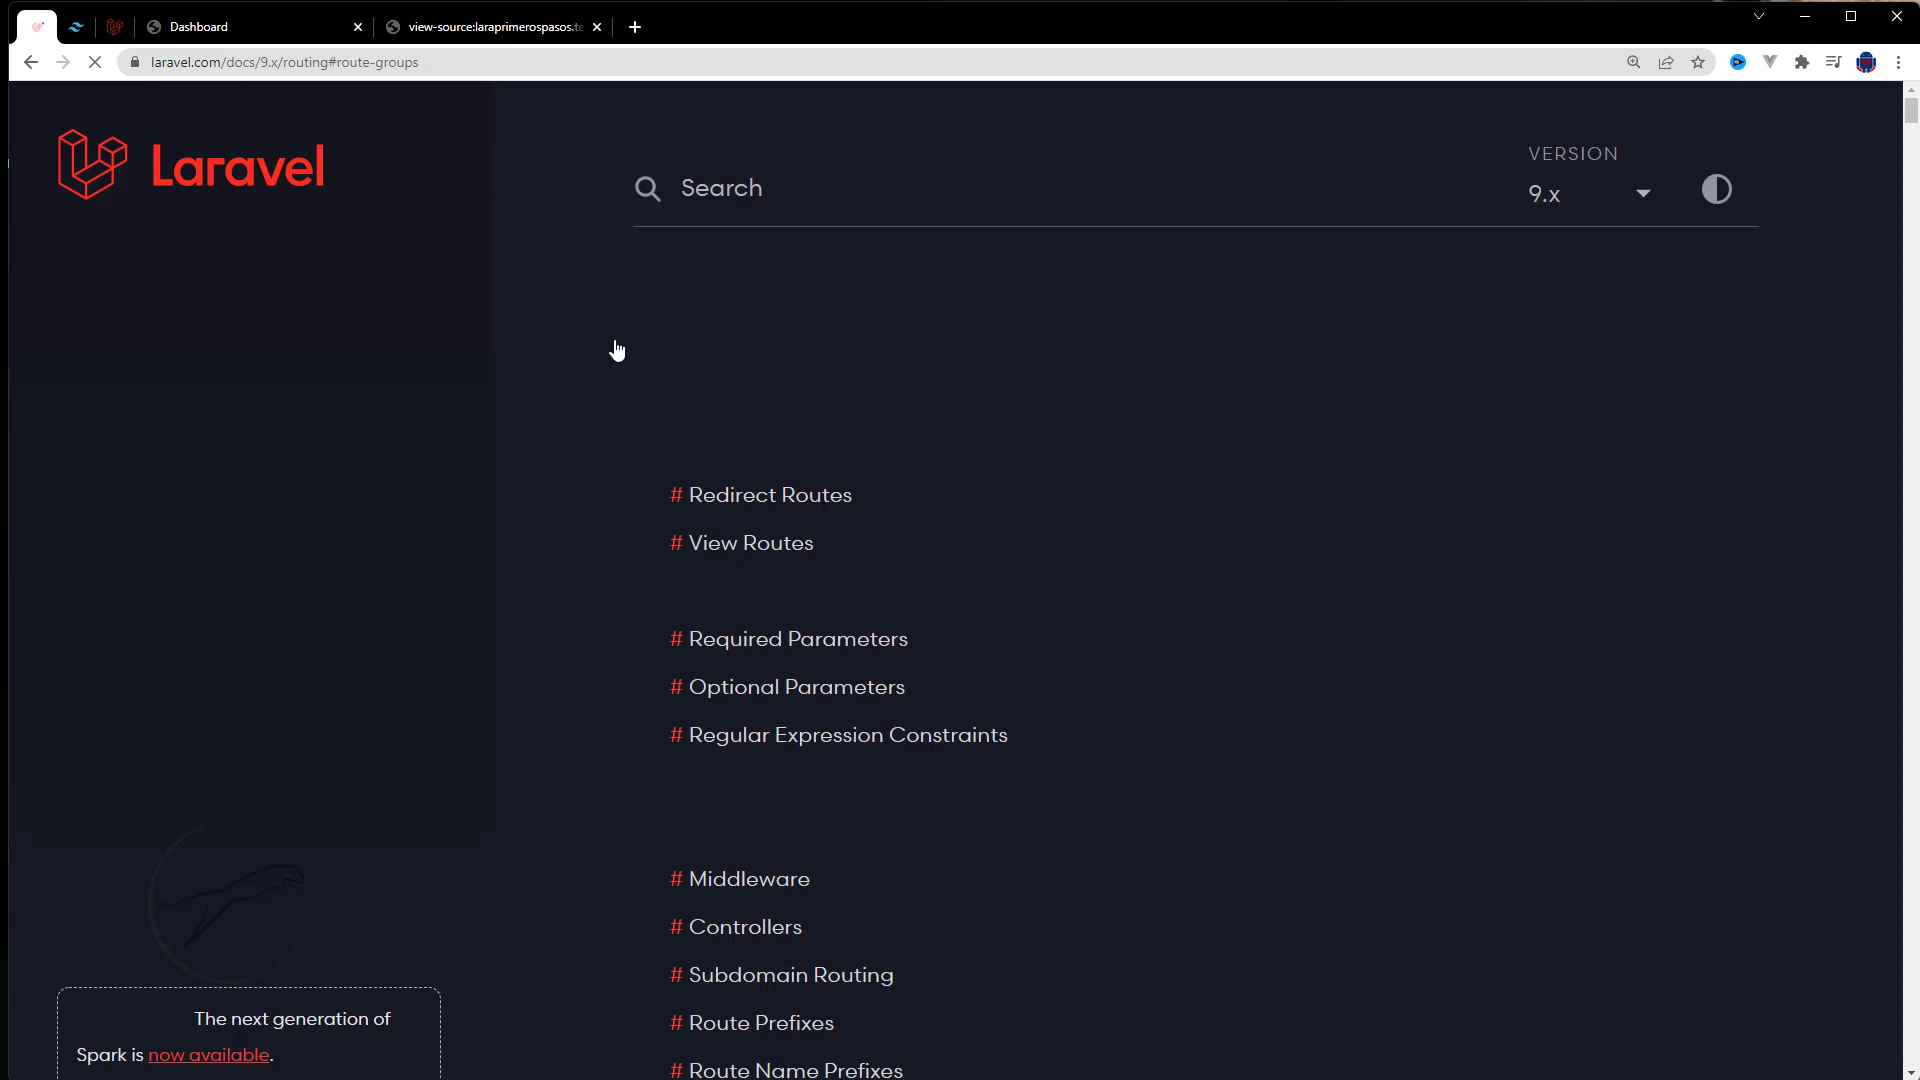 Dashboard
view-source:laraprimerospasos.te
laravel.com/docs/9.x/routing#route-groups
Laravel
Search
VERSION
9.x
# Redirect Routes
# View Routes
# Required Parameters
# Optional Parameters
# Regular Expression Constraints
# Middleware
# Controllers
# Subdomain Routing
# Route Prefixes
# Route Name Prefixes
The next generation of
Spark is now available.